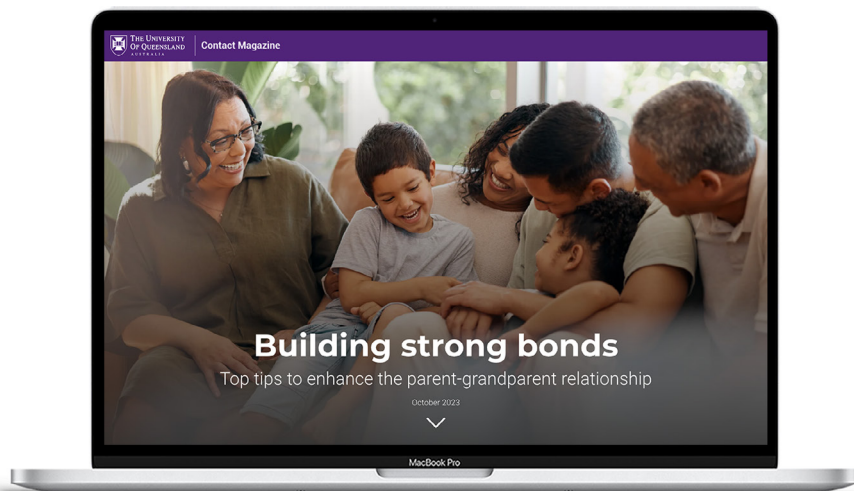 THE UNIVERSITY
OF QUEENSLAND
AUSTRALIA
Contact Magazine
Building strong bonds
Top tips to enhance the parent-grandparent relationship
October 2023
MacBook Pro